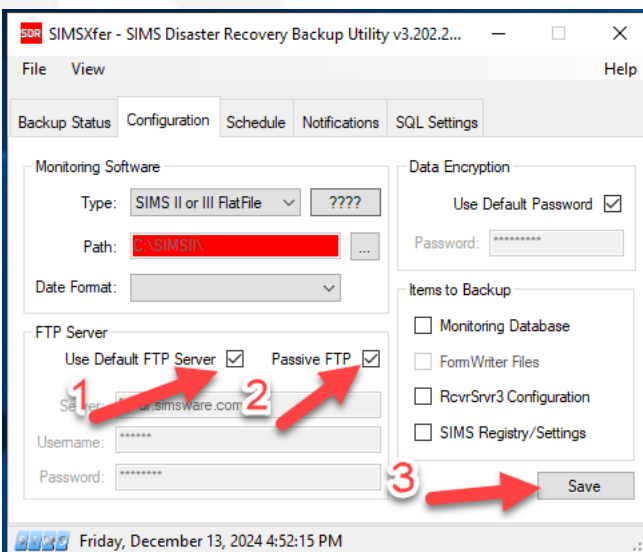 SDR SIMSXfer - SIMS Disaster Recovery Backup Utility v3.202.2...
File View Help
Backup Status Configuration Schedule Notifications SQL Settings
Monitoring Software
Type: SIMS II or III FlatFile ????
Path: C:\SIMSII\ ...
Date Format:
FTP Server
Use Default FTP Server Passive FTP
1 2
.simsware.com
Username: ******
Password: ********
Data Encryption
Use Default Password
Password: *********
Items to Backup
Monitoring Database
FormWriter Files
RcvrSrvr3 Configuration
SIMS Registry/Settings
3 Save
Friday, December 13, 2024 4:52:15 PM